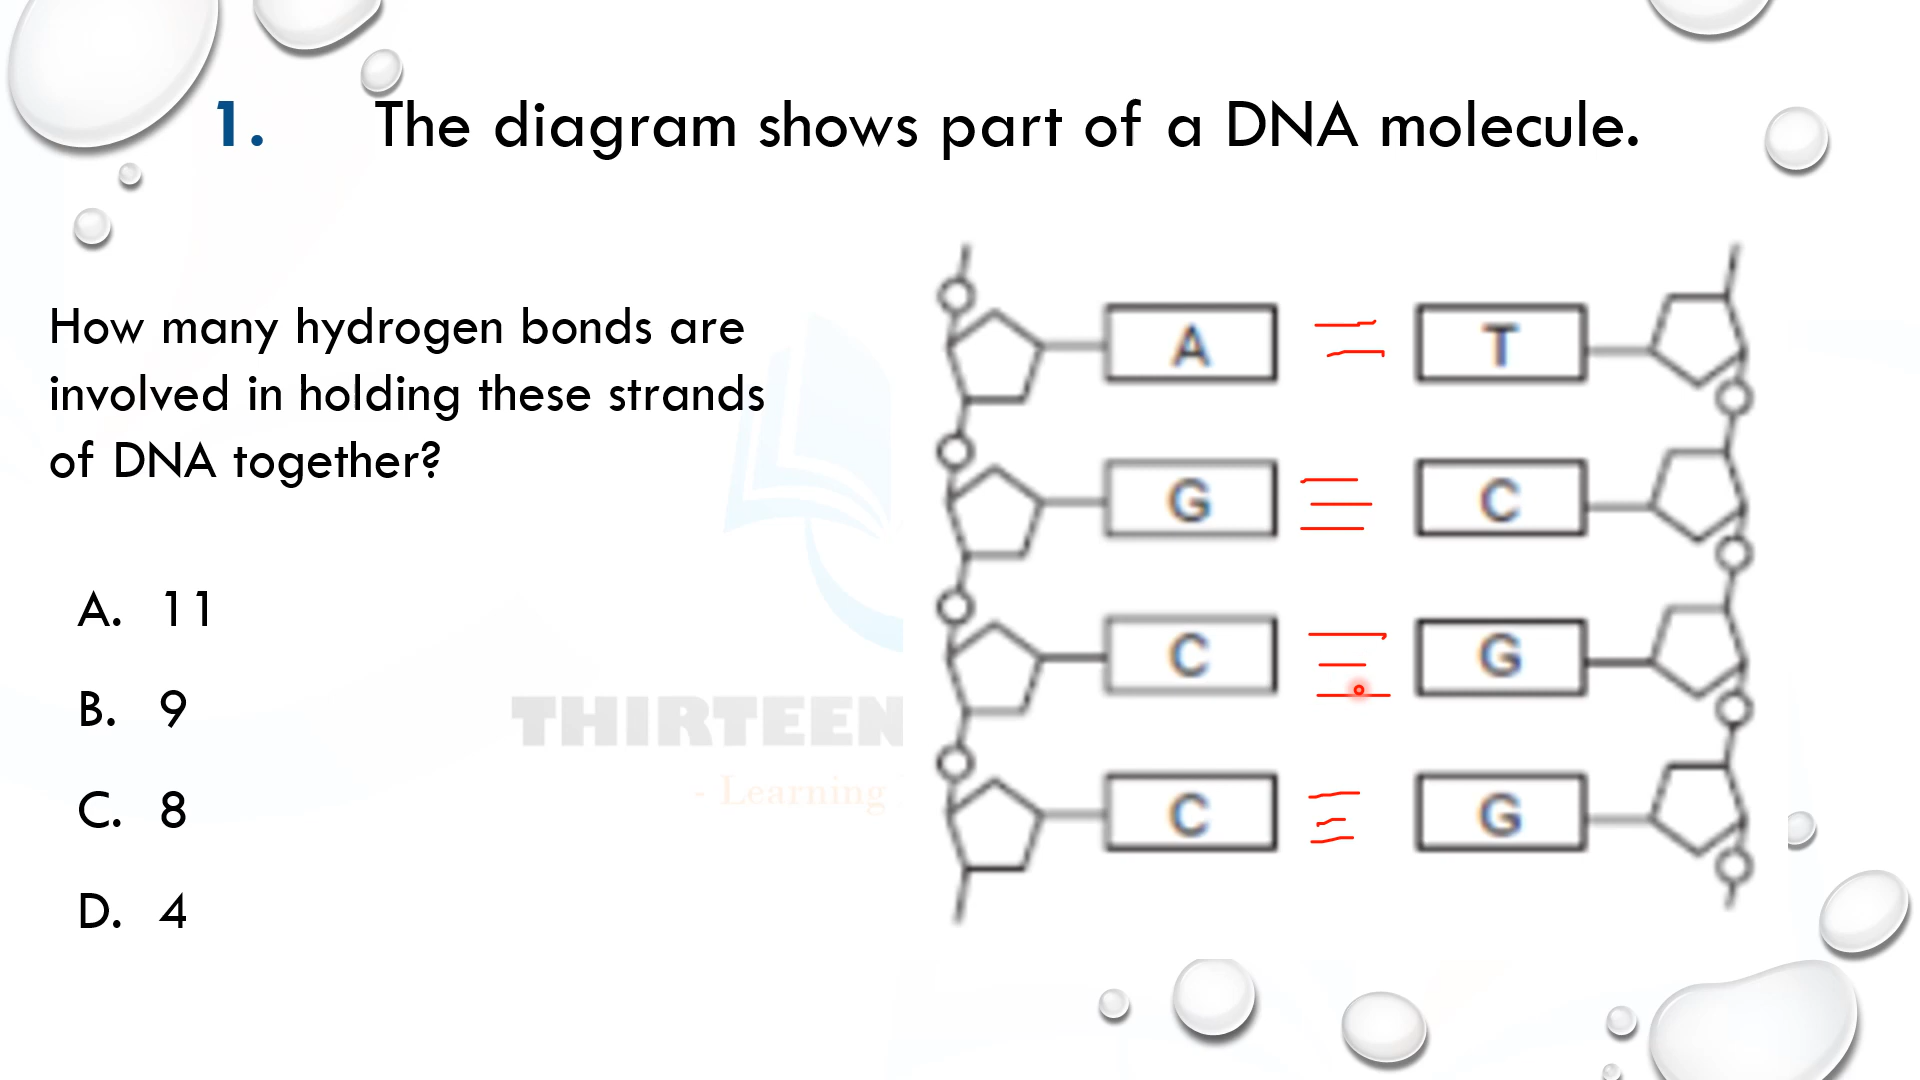 1. The diagram shows part of a DNA molecule.
How many hydrogen bonds are
involved in holding these strands
of DNA together?
A. 11
B. 9
C. 8
D. 4
A T
G C
C G
C G
THIRTEEN
- Learning